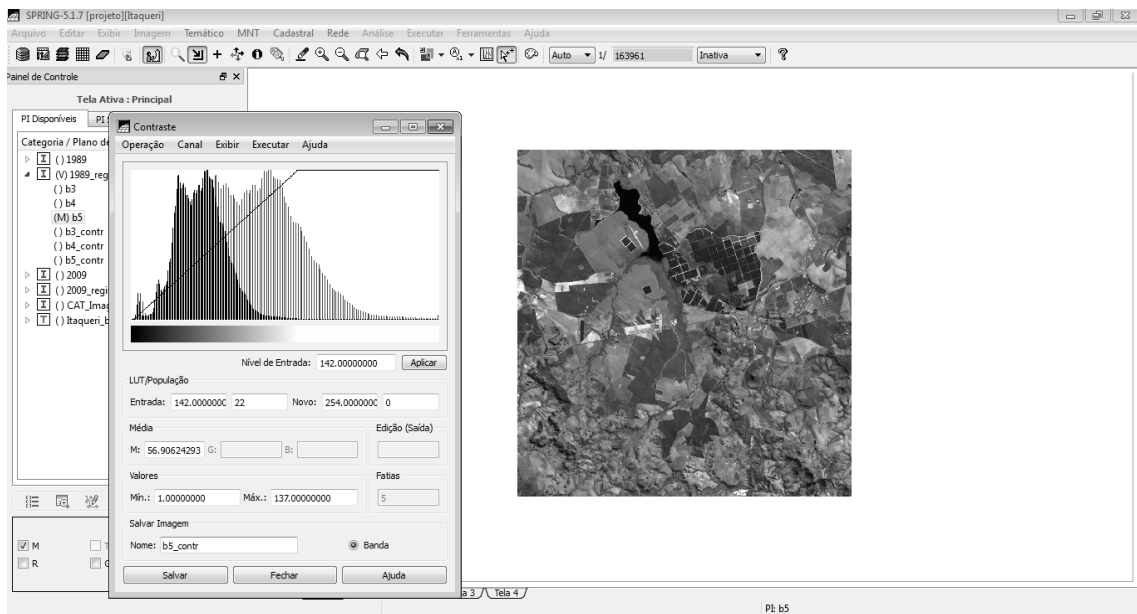 SPRING-5.1.7 [projeto][Itaqueri]
Arquivo Editar Exibir Imagem Temático MNT Cadastral Rede Análise Executar Ferramentas Ajuda
Auto 1/ 163961 Inativa
Painel de Controle
Tela Ativa : Principal
PI Disponíveis PI
Categoria / Plano de
( ) 1989
(V) 1989_reg
( ) b3
( ) b4
(M) b5
( ) b3_contr
( ) b4_contr
( ) b5_contr
( ) 2009
( ) 2009_regi
( ) CAT_Imag
( ) Itaqueri_b
M
R
Contraste
Operação Canal Exibir Executar Ajuda
Nível de Entrada: 142.00000000 Aplicar
LUT/População
Entrada: 142.0000000 22 Novo: 254.0000000 0
Média Edição (Saída)
M: 56.90624293 G: B:
Valores Fatias
Mín.: 1.00000000 Máx.: 137.00000000 5
Salvar Imagem
Nome: b5_contr Banda
Salvar Fechar Ajuda
a 3 Tela 4
PI: b5